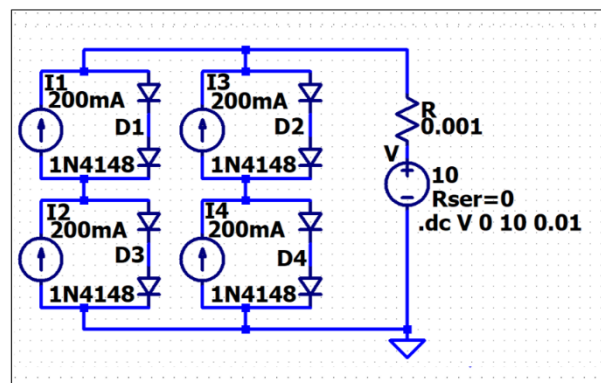 I1
200mA
D1
1N4148
I3
200mA
D2
1N4148
R
0.001
V
10
Rser=0
.dc V 0 10 0.01
I2
200mA
D3
1N4148
I4
200mA
D4
1N4148